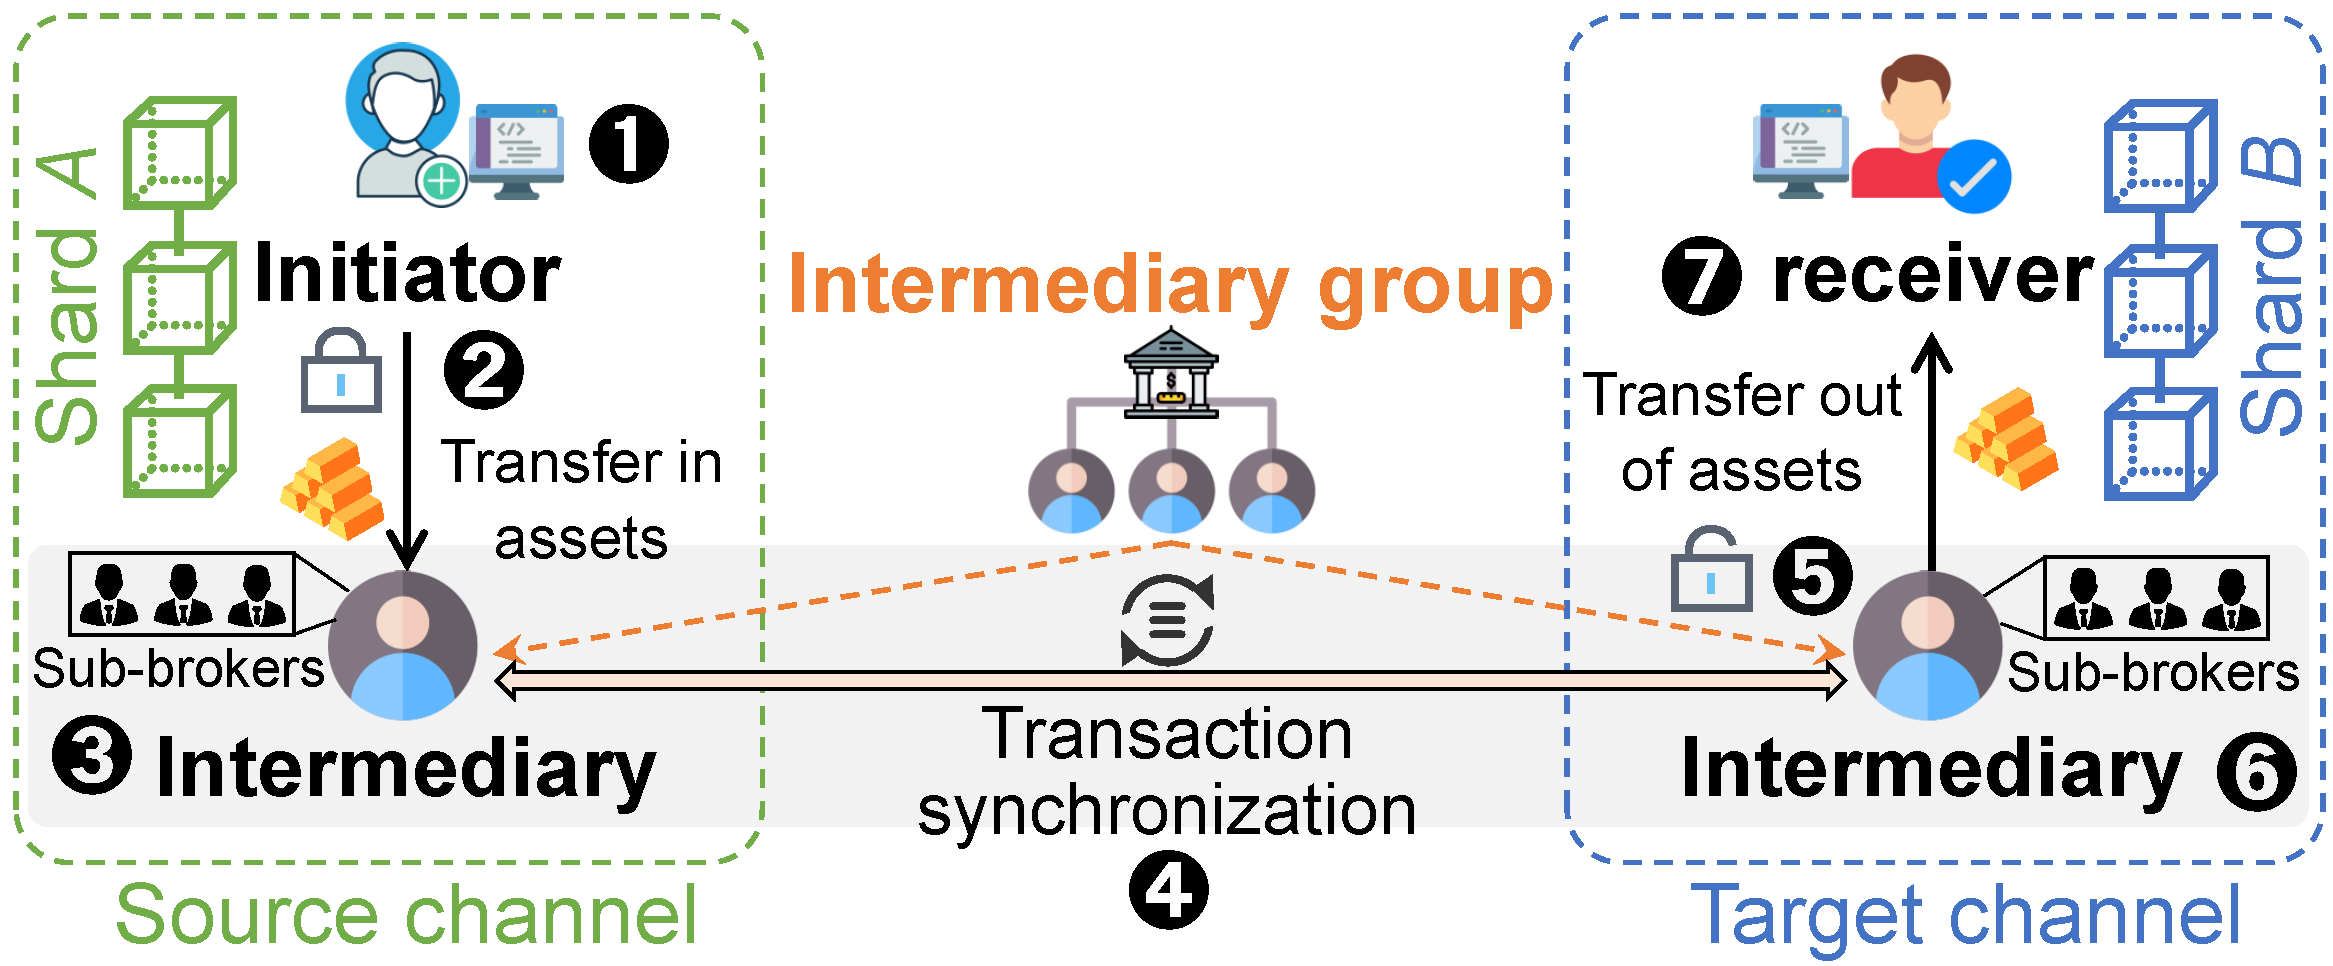 Shard A
❶
Initiator
❷
Transfer in
assets
Sub-brokers
❸ Intermediary
Source channel
Intermediary group
$
Transaction
synchronization
❹
</>
</>
❼ receiver
Shard B
Transfer out
of assets
❺
Sub-brokers
Intermediary ❻
Target channel